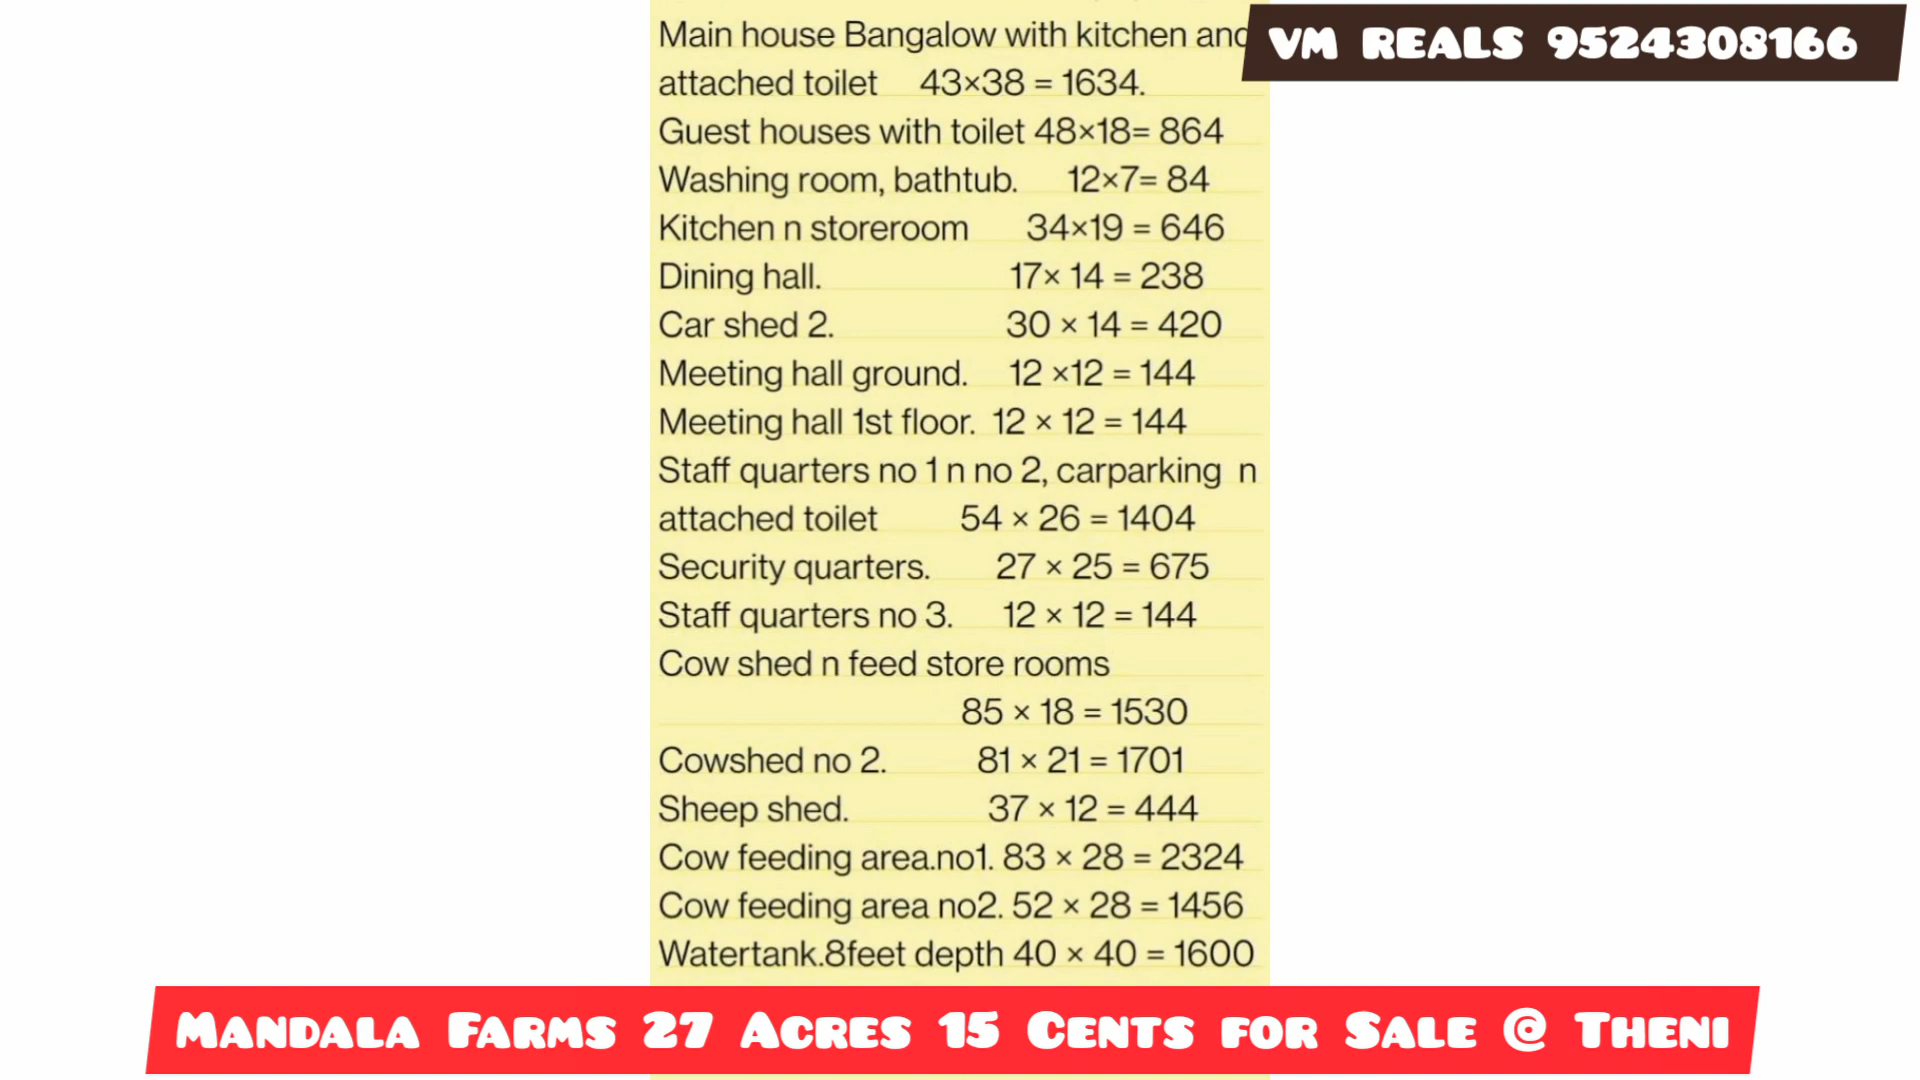 Main house Bangalow with kitchen and
attached toilet 43×38 = 1634.
Guest houses with toilet 48×18= 864
Washing room, bathtub. 12×7= 84
Kitchen n storeroom 34×19 = 646
Dining hall. 17× 14 = 238
Car shed 2. 30 × 14 = 420
Meeting hall ground. 12 ×12 = 144
Meeting hall 1st floor. 12 × 12 = 144
Staff quarters no 1 n no 2, carparking n
attached toilet 54 × 26 = 1404
Security quarters. 27 × 25 = 675
Staff quarters no 3. 12 × 12 = 144
Cow shed n feed store rooms
85 × 18 = 1530
Cowshed no 2. 81 × 21 = 1701
Sheep shed. 37 × 12 = 444
Cow feeding area.no1. 83 × 28 = 2324
Cow feeding area no2. 52 × 28 = 1456
Watertank.8feet depth 40 × 40 = 1600
VM REALS 9524308166
MANDALA FARMS 27 ACRES 15 CENTS FOR SALE @ THENI